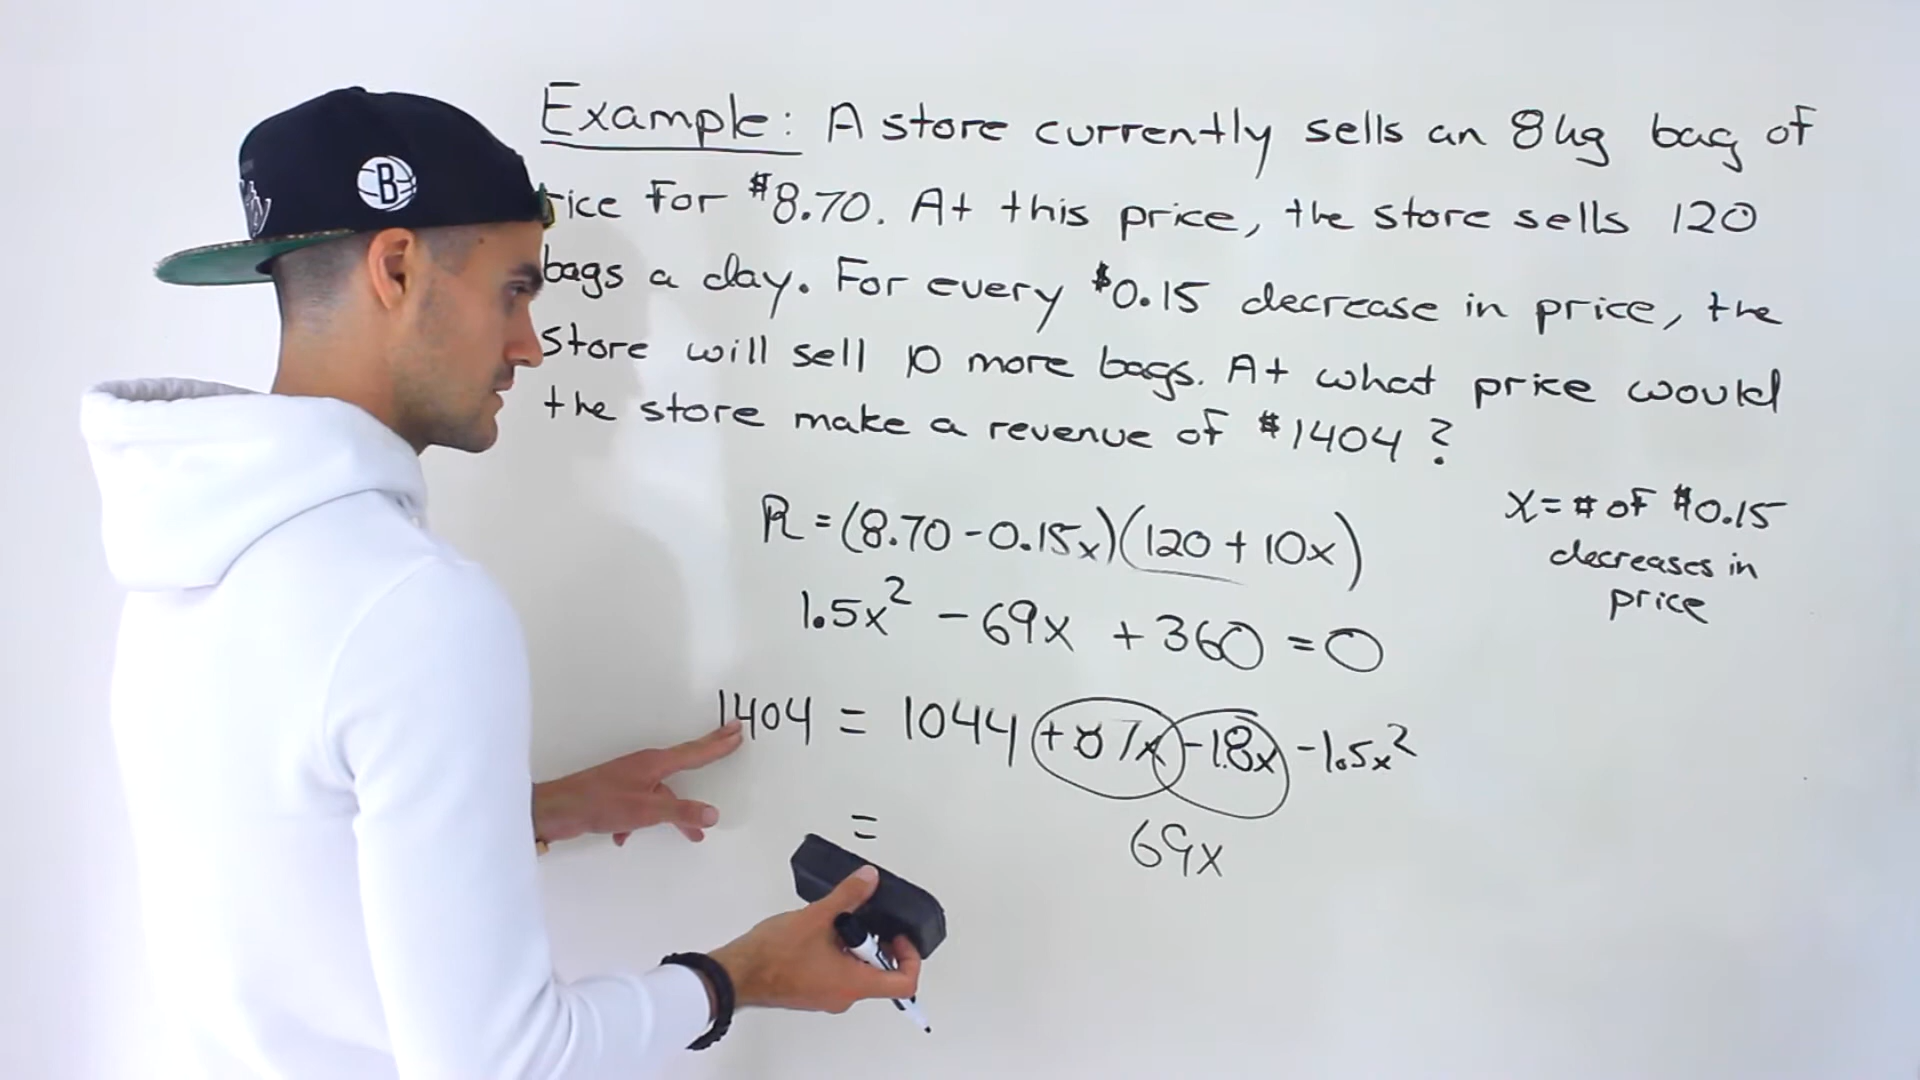 Example: A store currently sells an 8kg bag of
rice for $8.70. At this price, the store sells 120
bags a day. For every $0.15 decrease in price, the
store will sell 10 more bags. At what price would
the store make a revenue of $1404?
R=(8.70-0.15x)(120+10x)
x=# of $0.15
decreases in
price
1.5x² - 69x + 360 = 0
1404 = 1044 +87x -18x -1.5x²
=
69x
B